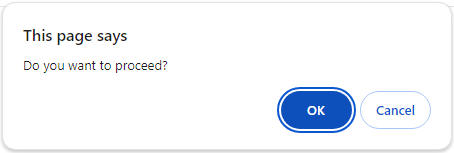 This page says
Do you want to proceed?
OK Cancel